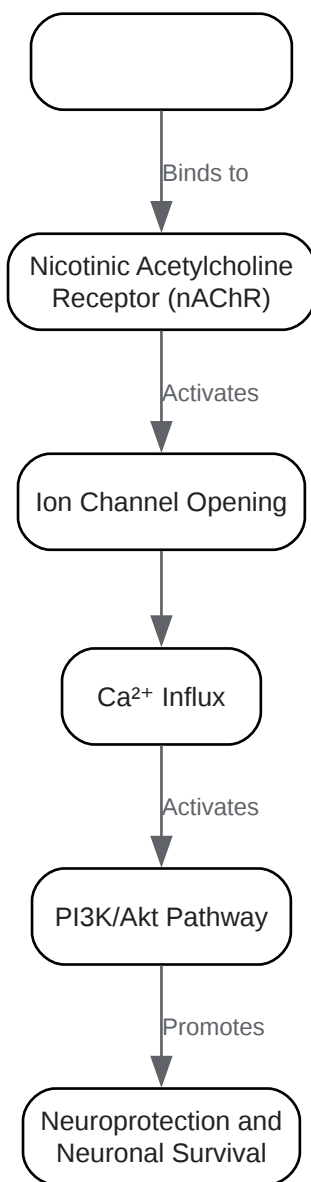 Binds to
Nicotinic Acetylcholine
Receptor (nAChR)
Activates
Ion Channel Opening
Ca²⁺ Influx
Activates
PI3K/Akt Pathway
Promotes
Neuroprotection and
Neuronal Survival